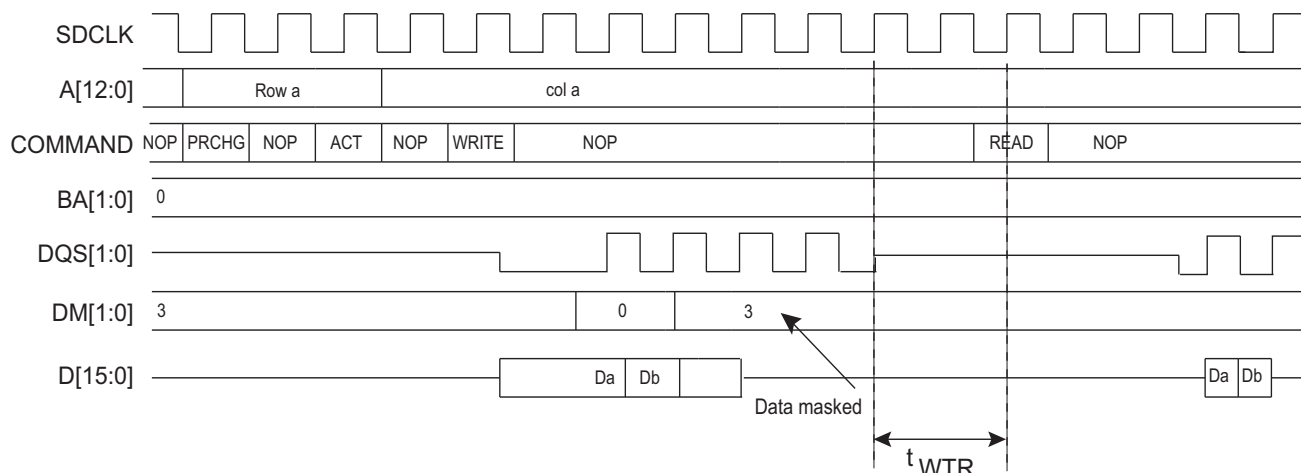 SDCLK
A[12:0] Row a col a
COMMAND NOP PRCHG NOP ACT NOP WRITE NOP READ NOP
BA[1:0] 0
DQS[1:0]
DM[1:0] 3 0 3
D[15:0] Da Db Da Db
Data masked
t WTR